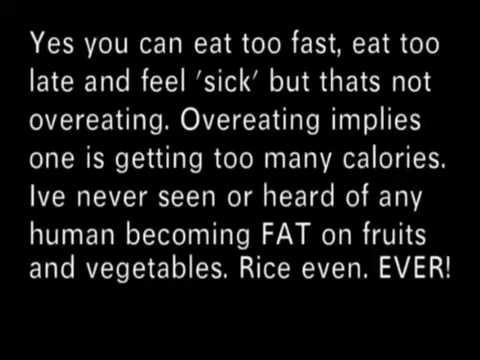 Yes you can eat too fast, eat too
late and feel 'sick' but thats not
overeating. Overeating implies
one is getting too many calories.
Ive never seen or heard of any
human becoming FAT on fruits
and vegetables. Rice even. EVER!